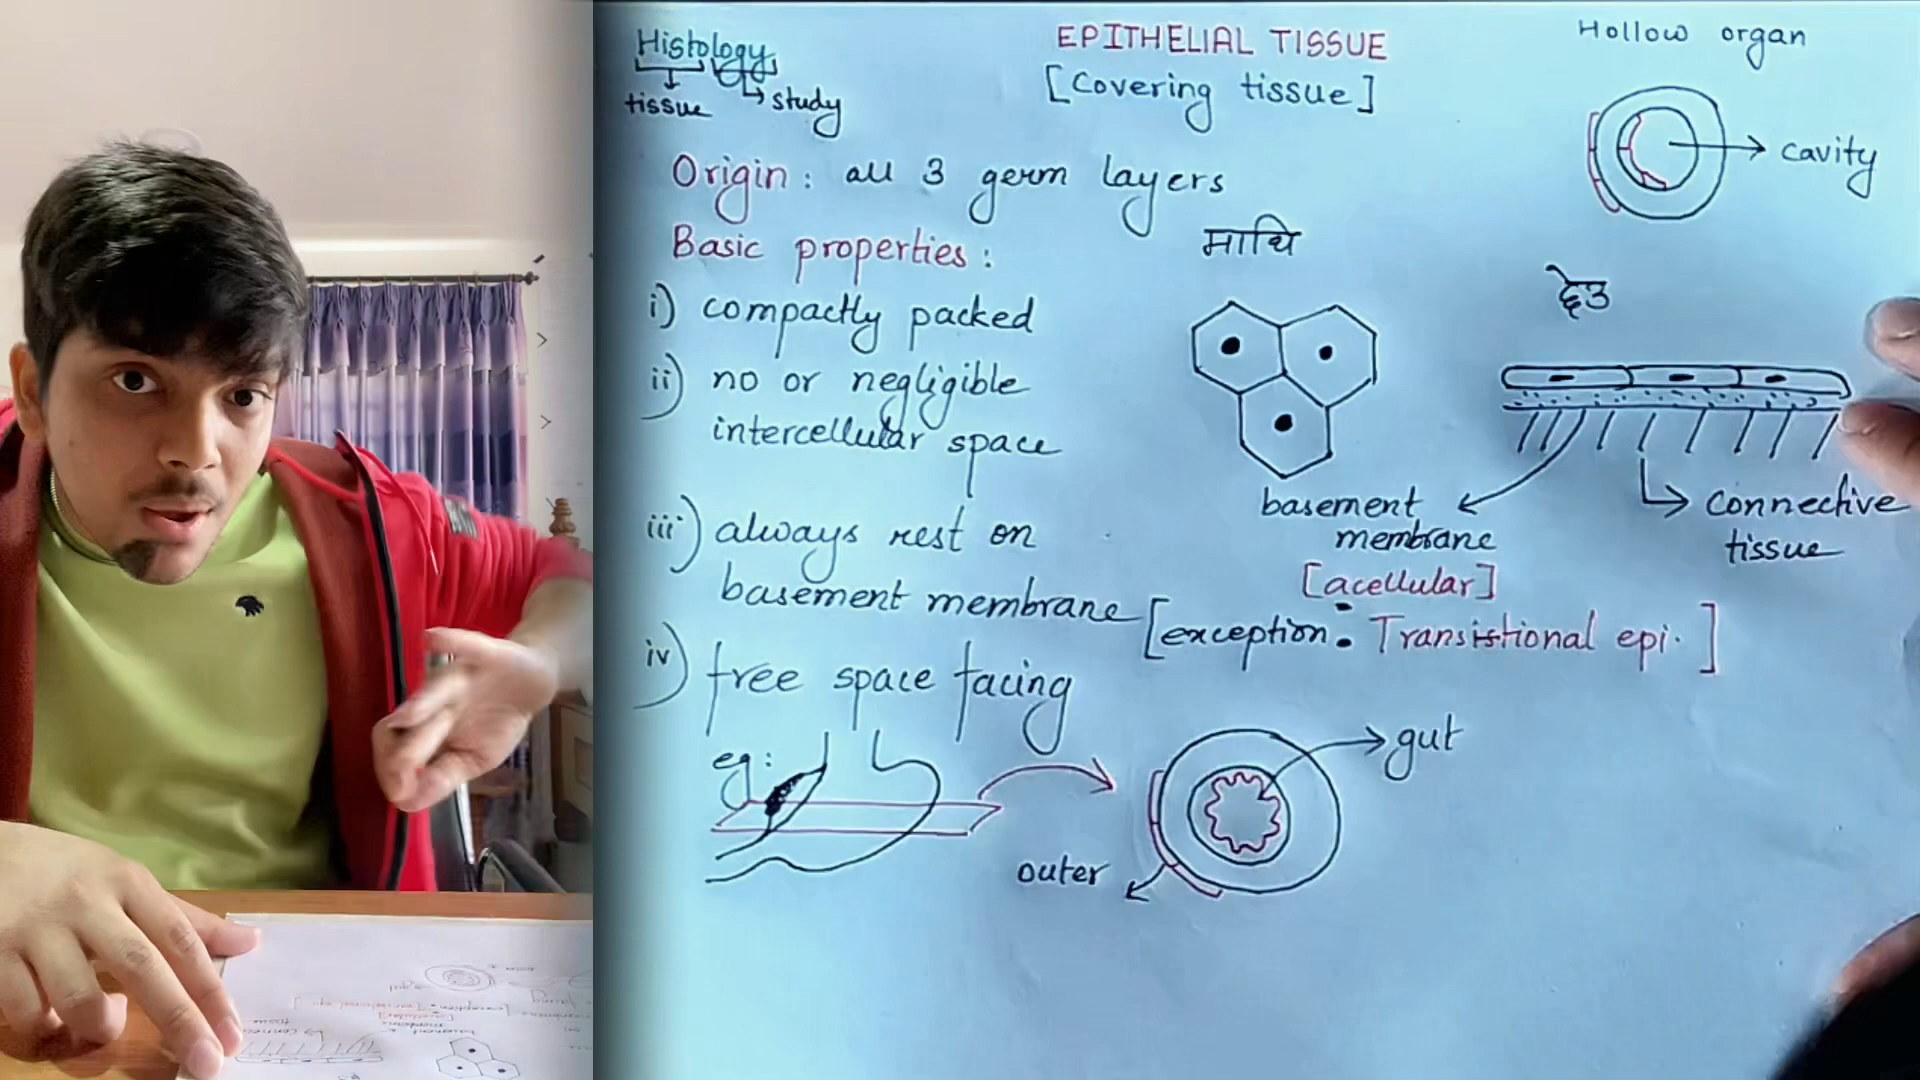 Histology
tissue
study
EPITHELIAL TISSUE
[Covering tissue]
Hollow organ
cavity
Origin: all 3 germ layers
Basic properties:
माथि
देउ
i) compactly packed
ii) no or negligible
intercellular space
iii) always rest on
basement membrane
basement
membrane
[acellular]
connective
tissue
[exception: Transistional epi.]
iv) free space facing
eg:
gut
outer